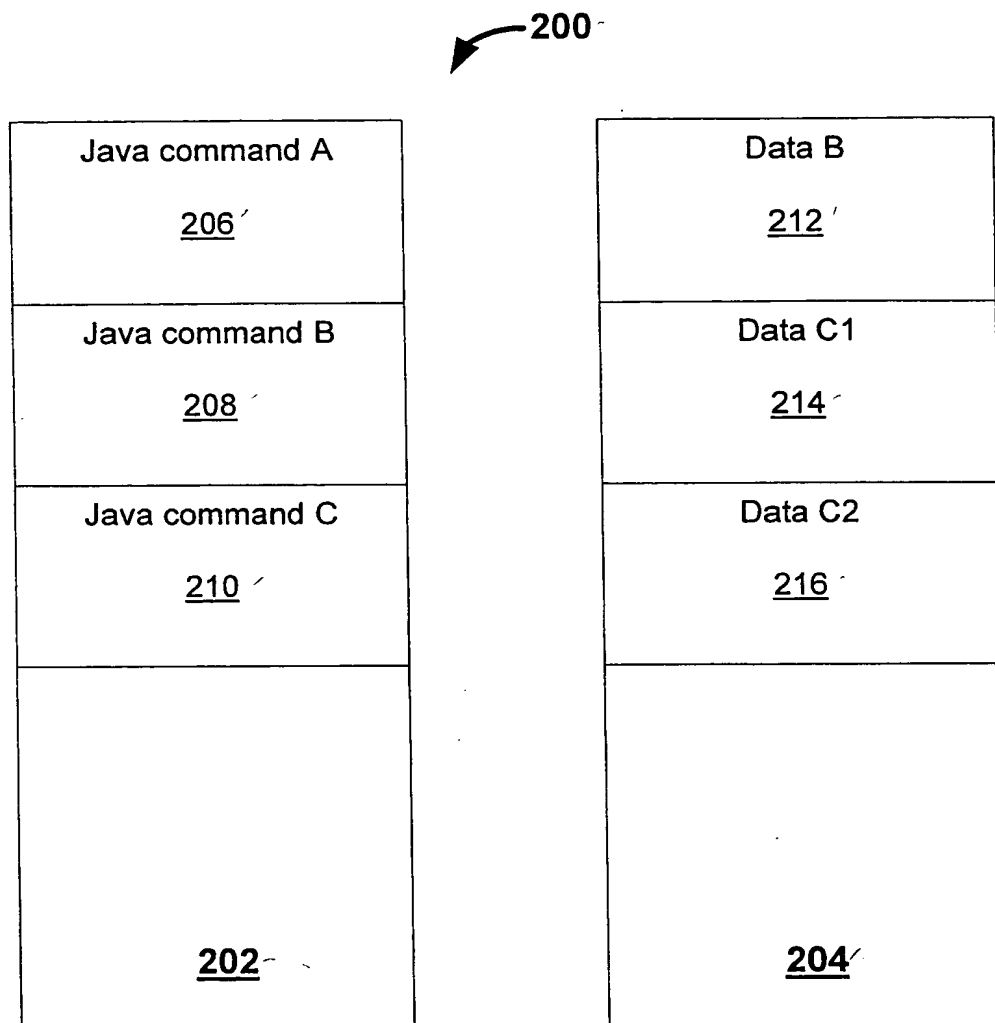 200
Java command A
206
Java command B
208
Java command C
210
202
Data B
212
Data C1
214
Data C2
216
204